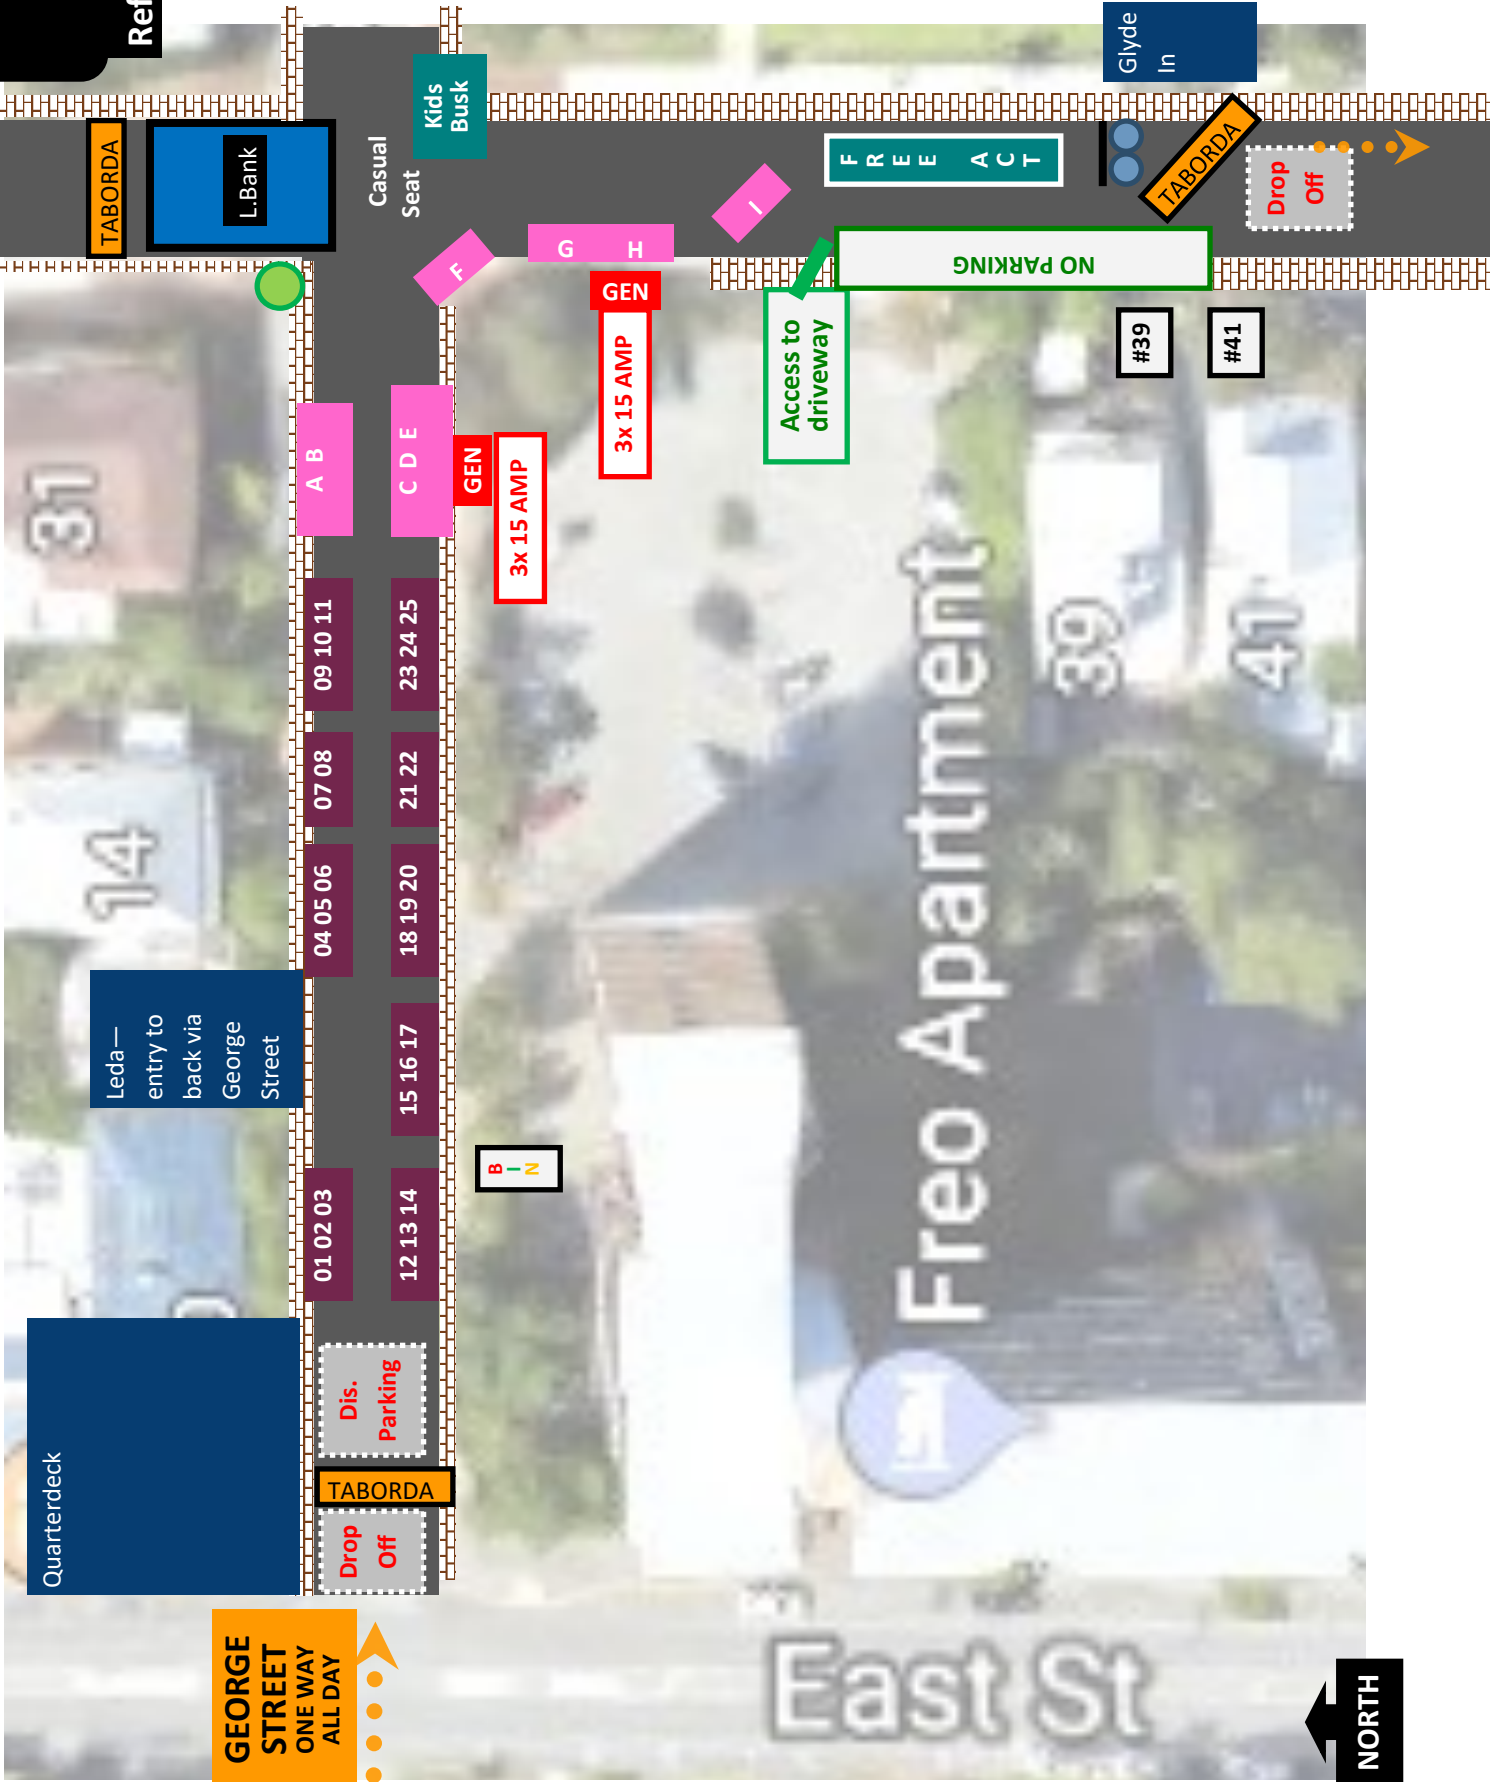 Ref
TABORDA
L.Bank
Casual
Seat
Kids
Busk
FREE ACT
Glyde
In
TABORDA
Drop
Off
F
G H
I
GEN
3x 15 AMP
Access to
driveway
NO PARKING
#39
#41
A B
C D E
GEN
3x 15 AMP
31
09 10 11
23 24 25
07 08
21 22
14
04 05 06
18 19 20
Leda—
entry to
back via
George
Street
15 16 17
BIN
01 02 03
12 13 14
39
41
Freo Apartment
Quarterdeck
Dis.
Parking
TABORDA
Drop
Off
GEORGE
STREET
ONE WAY
ALL DAY
East St
NORTH